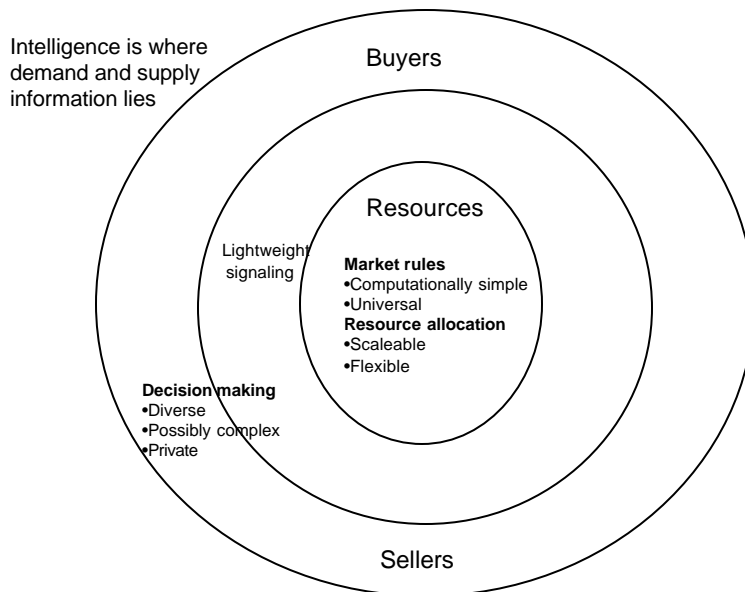 Intelligence is where
demand and supply
information lies
Buyers
Resources
Lightweight
signaling
Market rules
•Computationally simple
•Universal
Resource allocation
•Scaleable
•Flexible
Decision making
•Diverse
•Possibly complex
•Private
Sellers